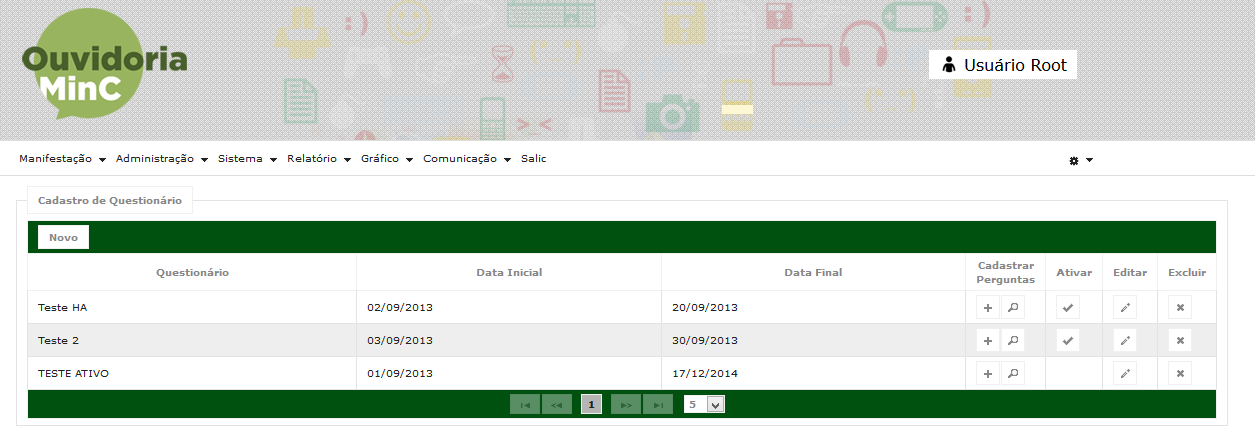 Ouvidoria
MinC
:)
:)
>_<
Usuário Root
Manifestação Administração Sistema Relatório Gráfico Comunicação Salic
Cadastro de Questionário
Novo
Questionário Data Inicial Data Final Cadastrar Perguntas Ativar Editar Excluir
Teste HA 02/09/2013 20/09/2013
Teste 2 03/09/2013 30/09/2013
TESTE ATIVO 01/09/2013 17/12/2014
1 5